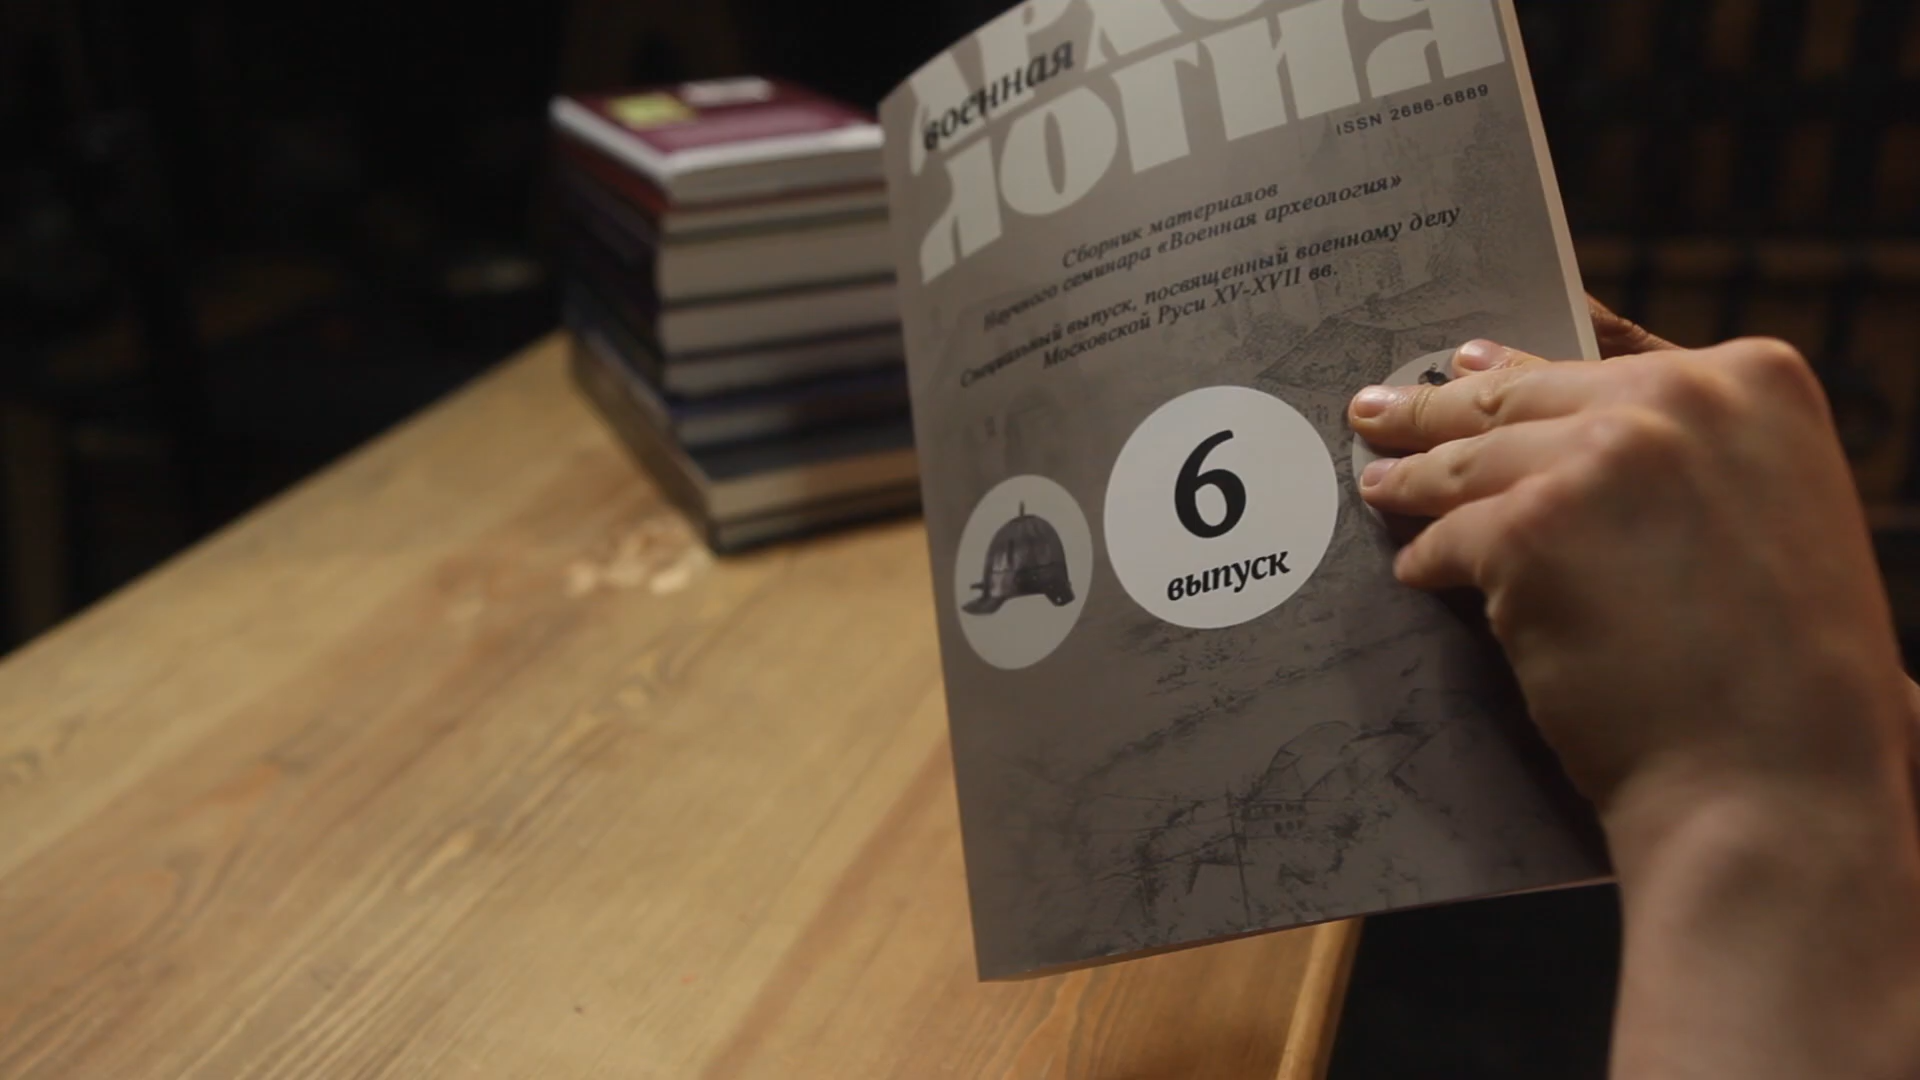 военная
логия
ISSN 2686-6889
Сборник материалов
Научного семинара «Военная археология»
Специальный выпуск, посвященный военному делу
Московской Руси XV-XVII вв.
6
выпуск